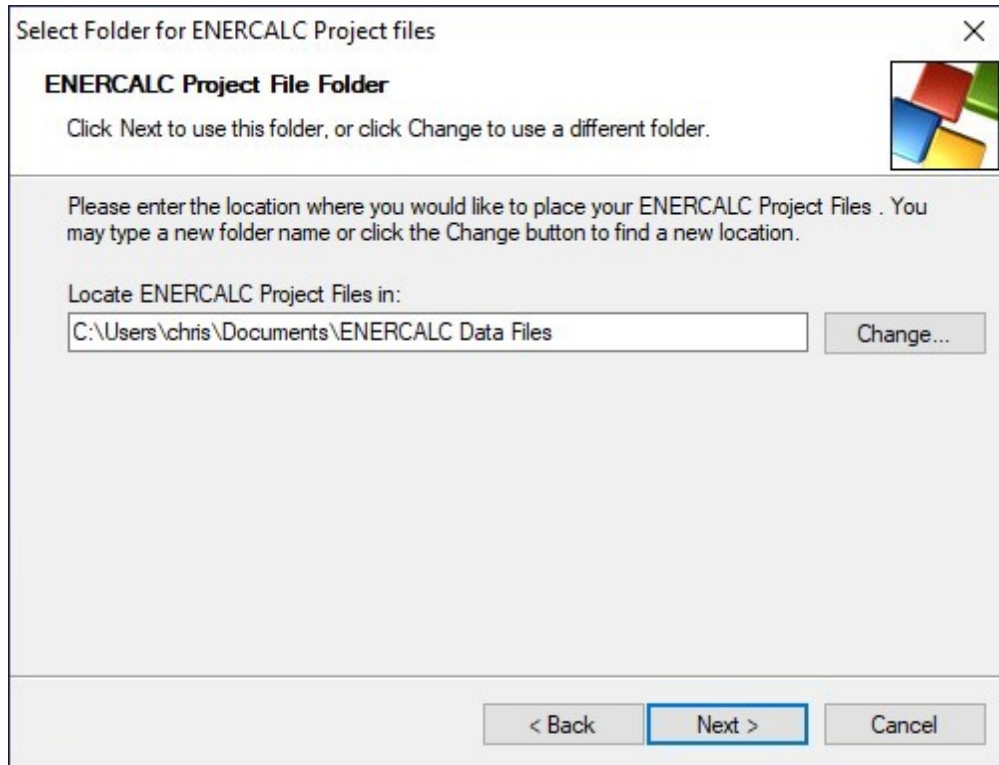 Select Folder for ENERCALC Project files
ENERCALC Project File Folder
Click Next to use this folder, or click Change to use a different folder.
Please enter the location where you would like to place your ENERCALC Project Files . You
may type a new folder name or click the Change button to find a new location.
Locate ENERCALC Project Files in:
C:\Users\chris\Documents\ENERCALC Data Files
Change...
< Back
Next >
Cancel